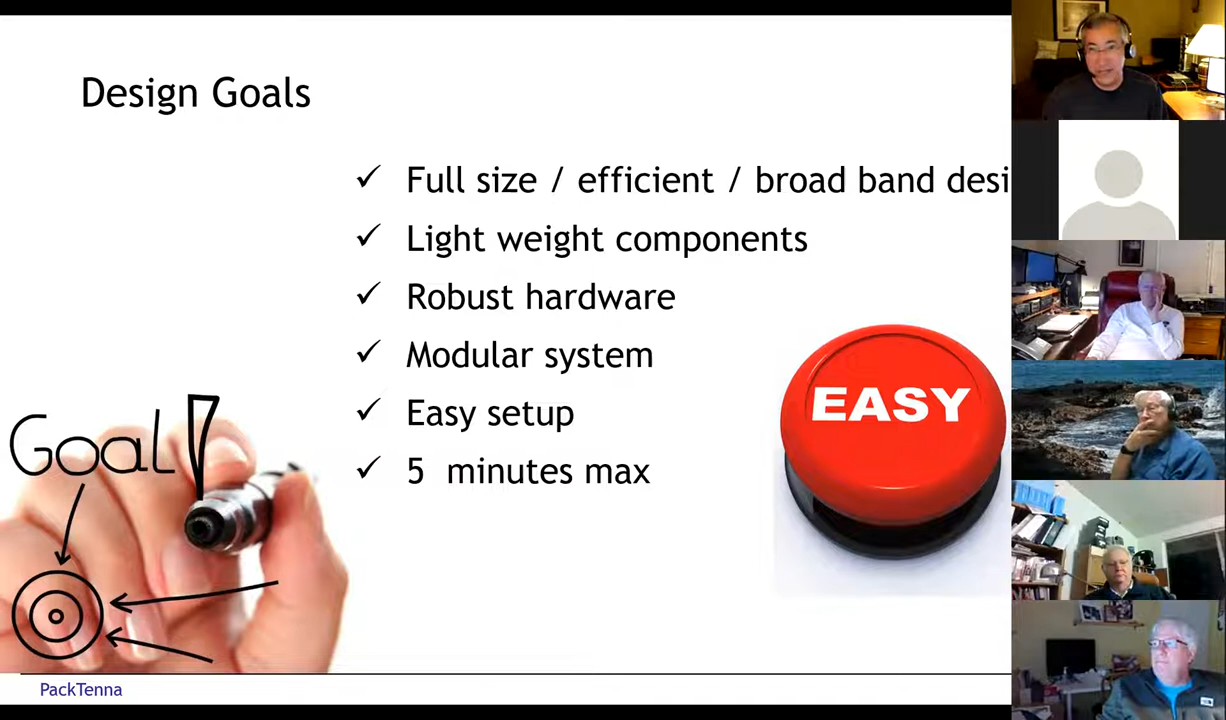 Design Goals
✓ Full size / efficient / broad band desi
✓ Light weight components
✓ Robust hardware
✓ Modular system
✓ Easy setup
✓ 5 minutes max
EASY
Goal!
PackTenna